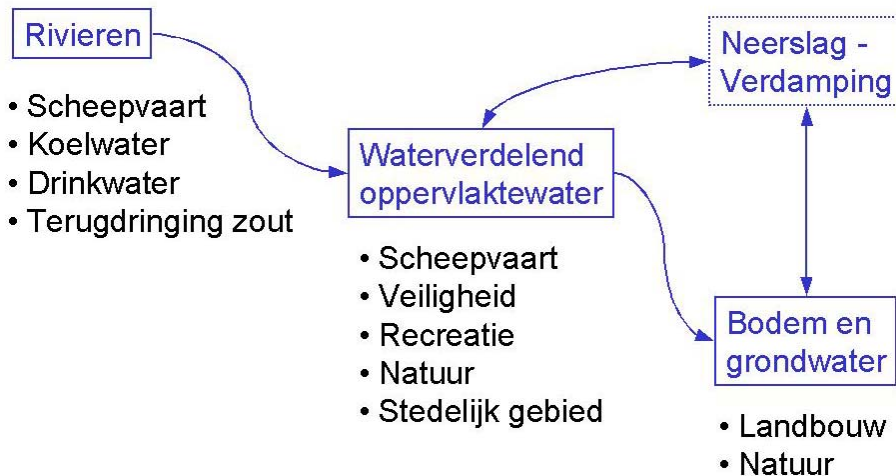 Rivieren
• Scheepvaart
• Koelwater
• Drinkwater
• Terugdringing zout
Neerslag -
Verdamping
Waterverdelend
oppervlaktewater
• Scheepvaart
• Veiligheid
• Recreatie
• Natuur
• Stedelijk gebied
Bodem en
grondwater
• Landbouw
• Natuur